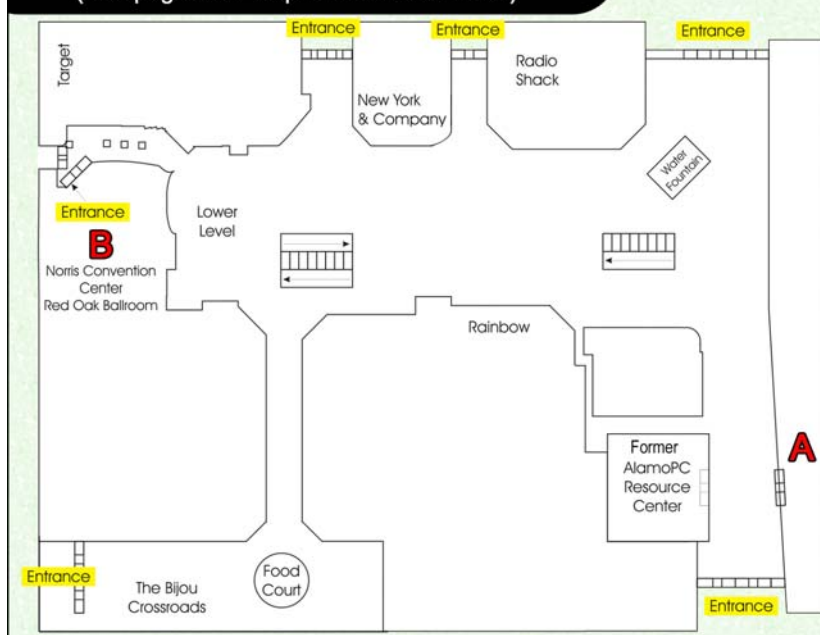 Entrance
Entrance
Entrance
Target
New York
& Company
Radio
Shack
Water
Fountain
Entrance
Lower
Level
B
Norris Convention
Center
Red Oak Ballroom
Rainbow
A
Former
AlamoPC
Resource
Center
Entrance
The Bijou
Crossroads
Food
Court
Entrance